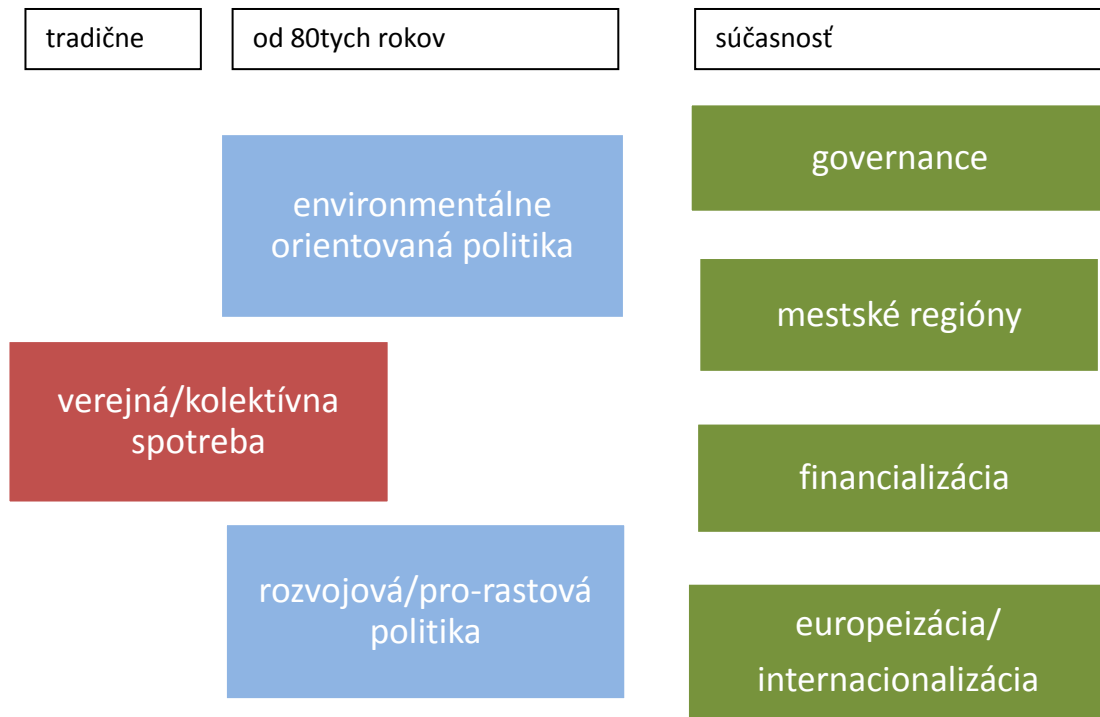 tradične
od 80tych rokov
súčasnosť
environmentálne
orientovaná politika
verejná/kolektívna
spotreba
rozvojová/pro-rastová
politika
governance
mestské regióny
financializácia
europeizácia/
internacionalizácia